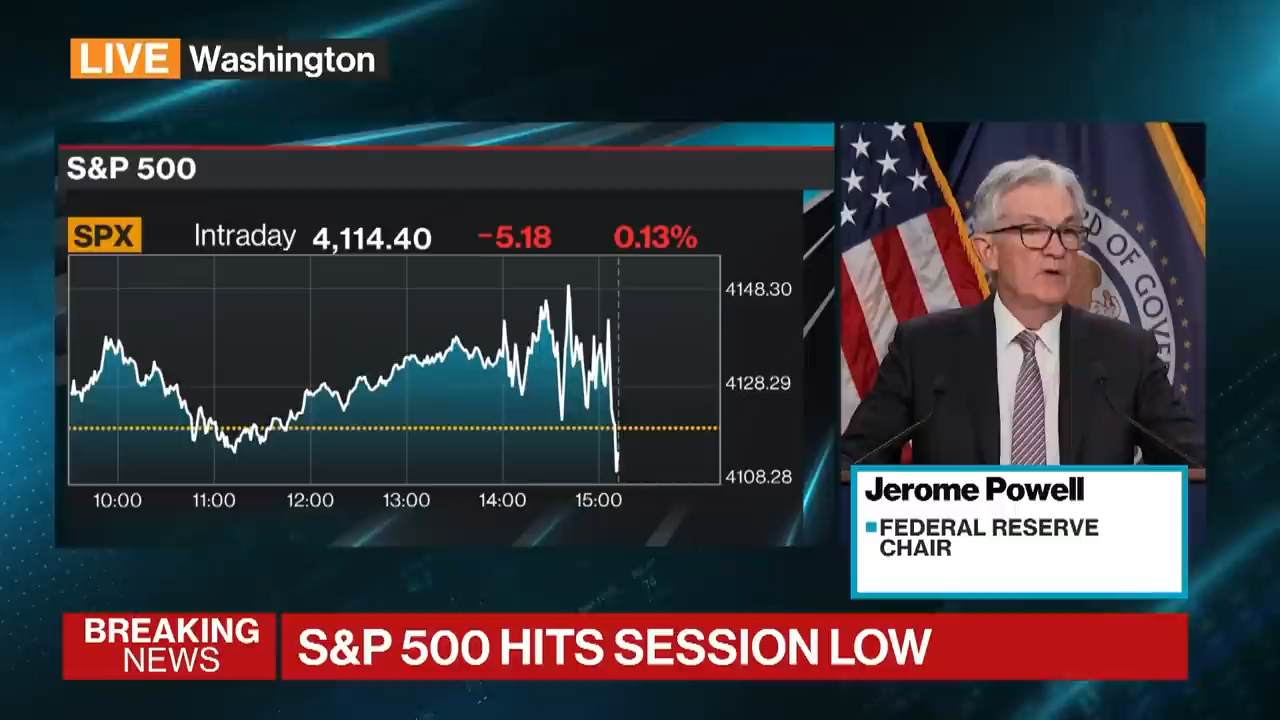 LIVE Washington
S&P 500
SPX Intraday 4,114.40 −5.18 0.13%
4148.30
4128.29
4108.28
10:00 11:00 12:00 13:00 14:00 15:00
D OF GOVE
Jerome Powell
FEDERAL RESERVE
CHAIR
BREAKING
NEWS
S&P 500 HITS SESSION LOW